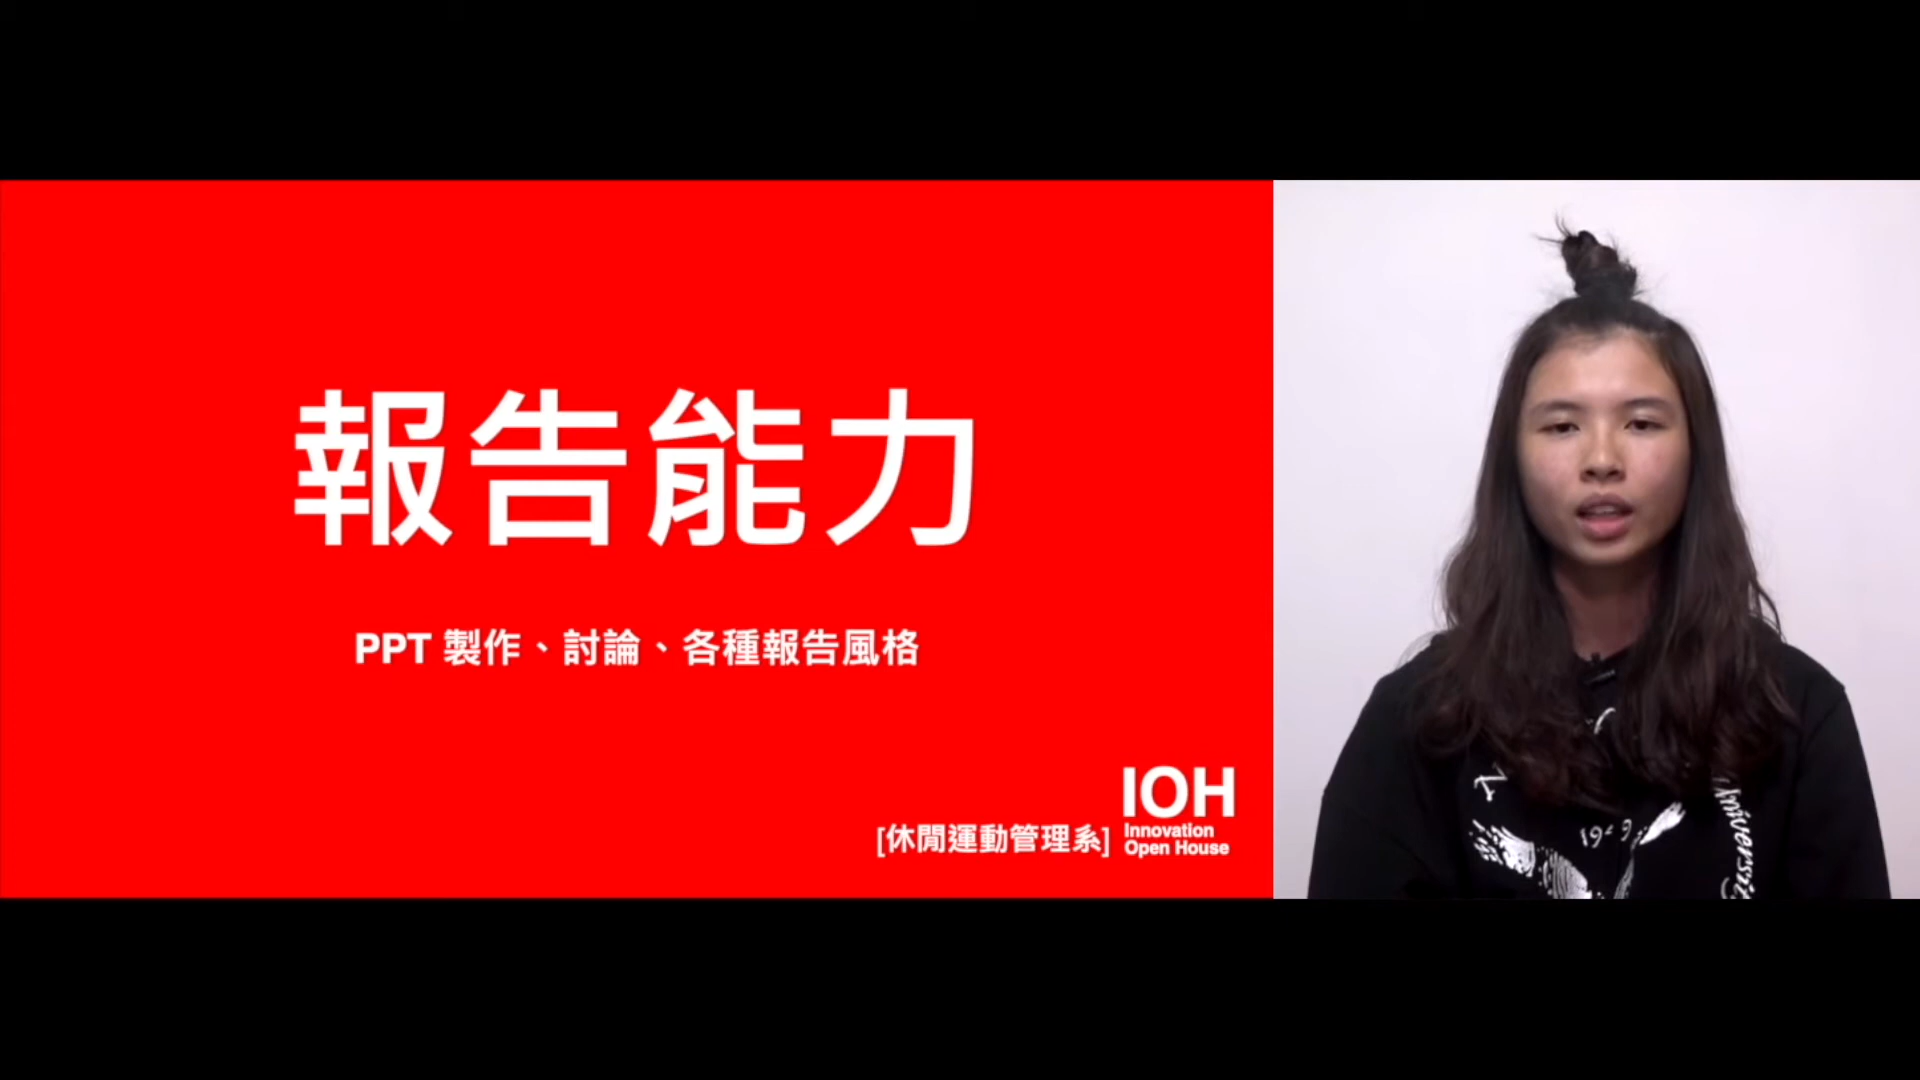 報告能力
PPT 製作、討論、各種報告風格
[休閒運動管理系]
IOH
Innovation
Open House